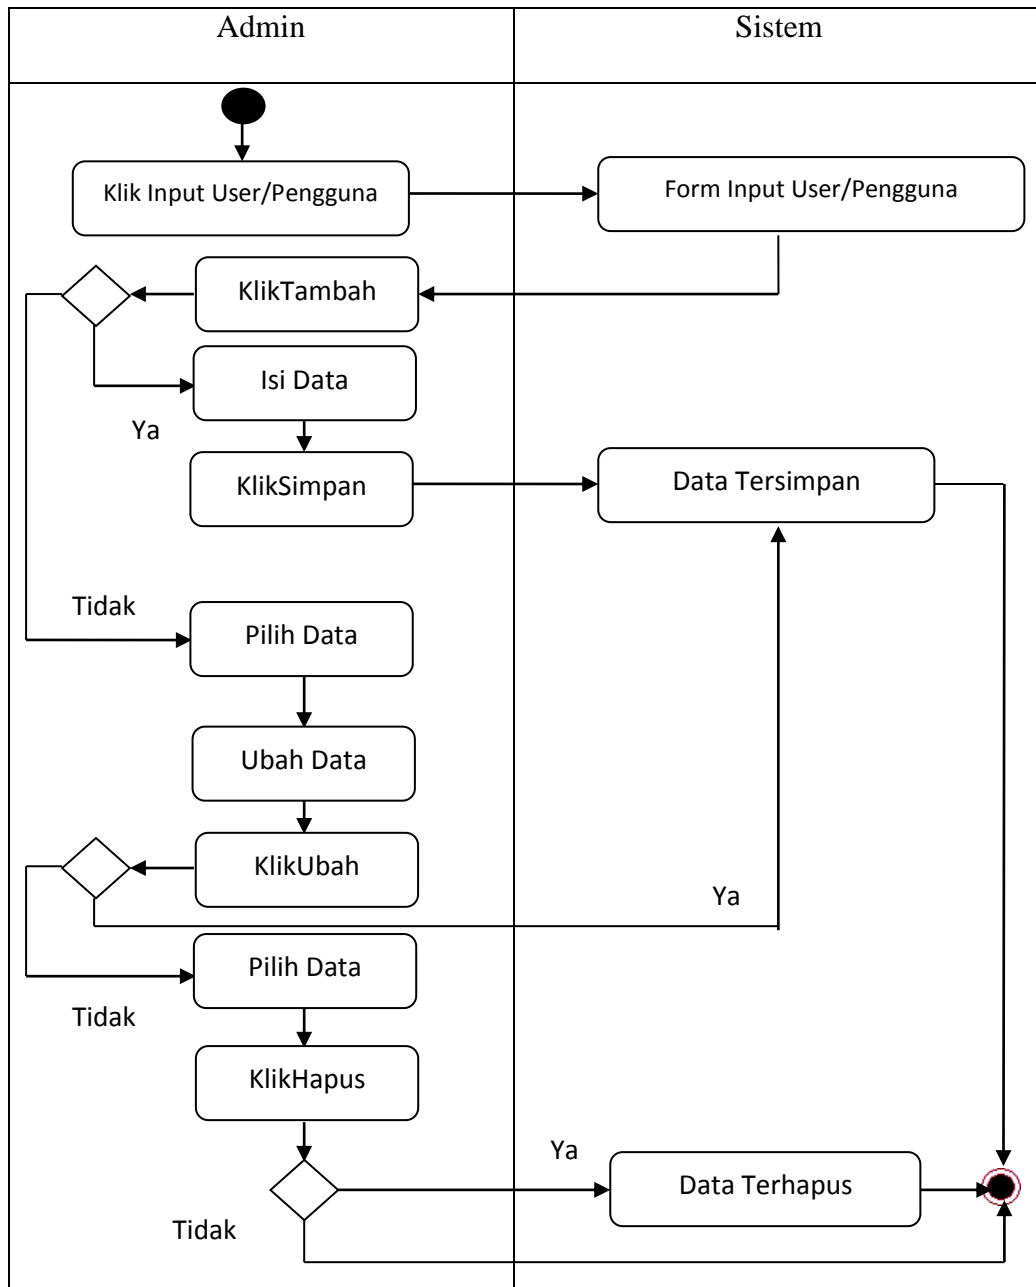 Admin
Sistem
Klik Input User/Pengguna
Form Input User/Pengguna
KlikTambah
Isi Data
Ya
KlikSimpan
Data Tersimpan
Tidak
Pilih Data
Ubah Data
KlikUbah
Ya
Pilih Data
Tidak
KlikHapus
Ya
Data Terhapus
Tidak